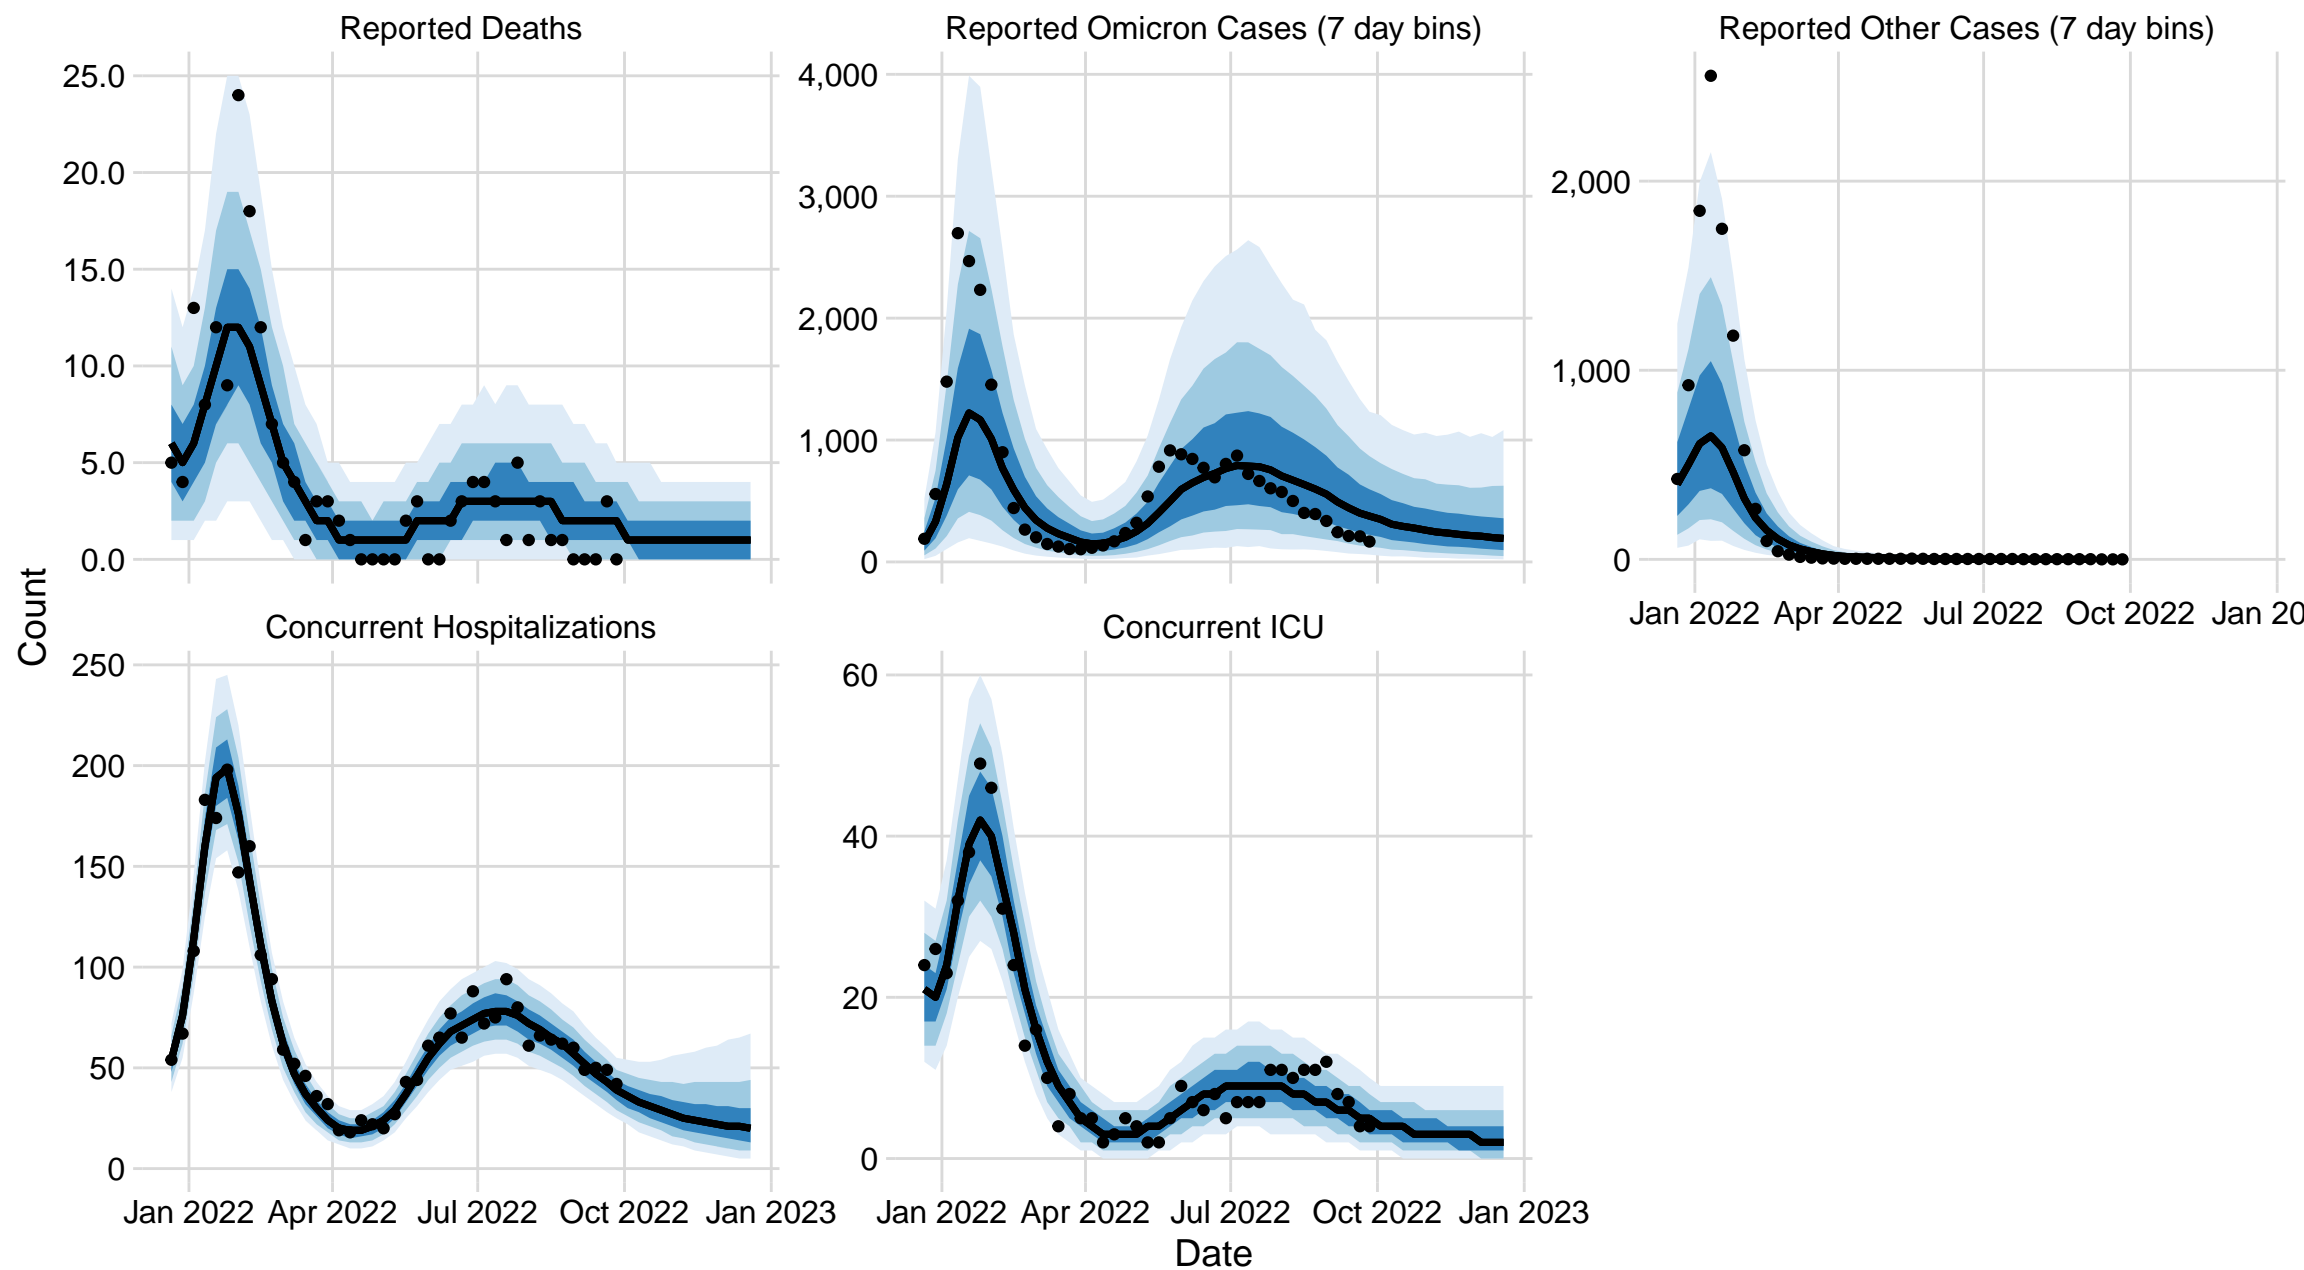 Reported Deaths
Reported Omicron Cases (7 day bins)
Reported Other Cases (7 day bins)
25.0
20.0
15.0
10.0
5.0
0.0
4,000
3,000
2,000
1,000
0
2,000
1,000
0
Jan 2022 Apr 2022 Jul 2022 Oct 2022 Jan 20
Count
Concurrent Hospitalizations
Concurrent ICU
250
200
150
100
50
0
60
40
20
0
Jan 2022 Apr 2022 Jul 2022 Oct 2022 Jan 2023
Jan 2022 Apr 2022 Jul 2022 Oct 2022 Jan 2023
Date